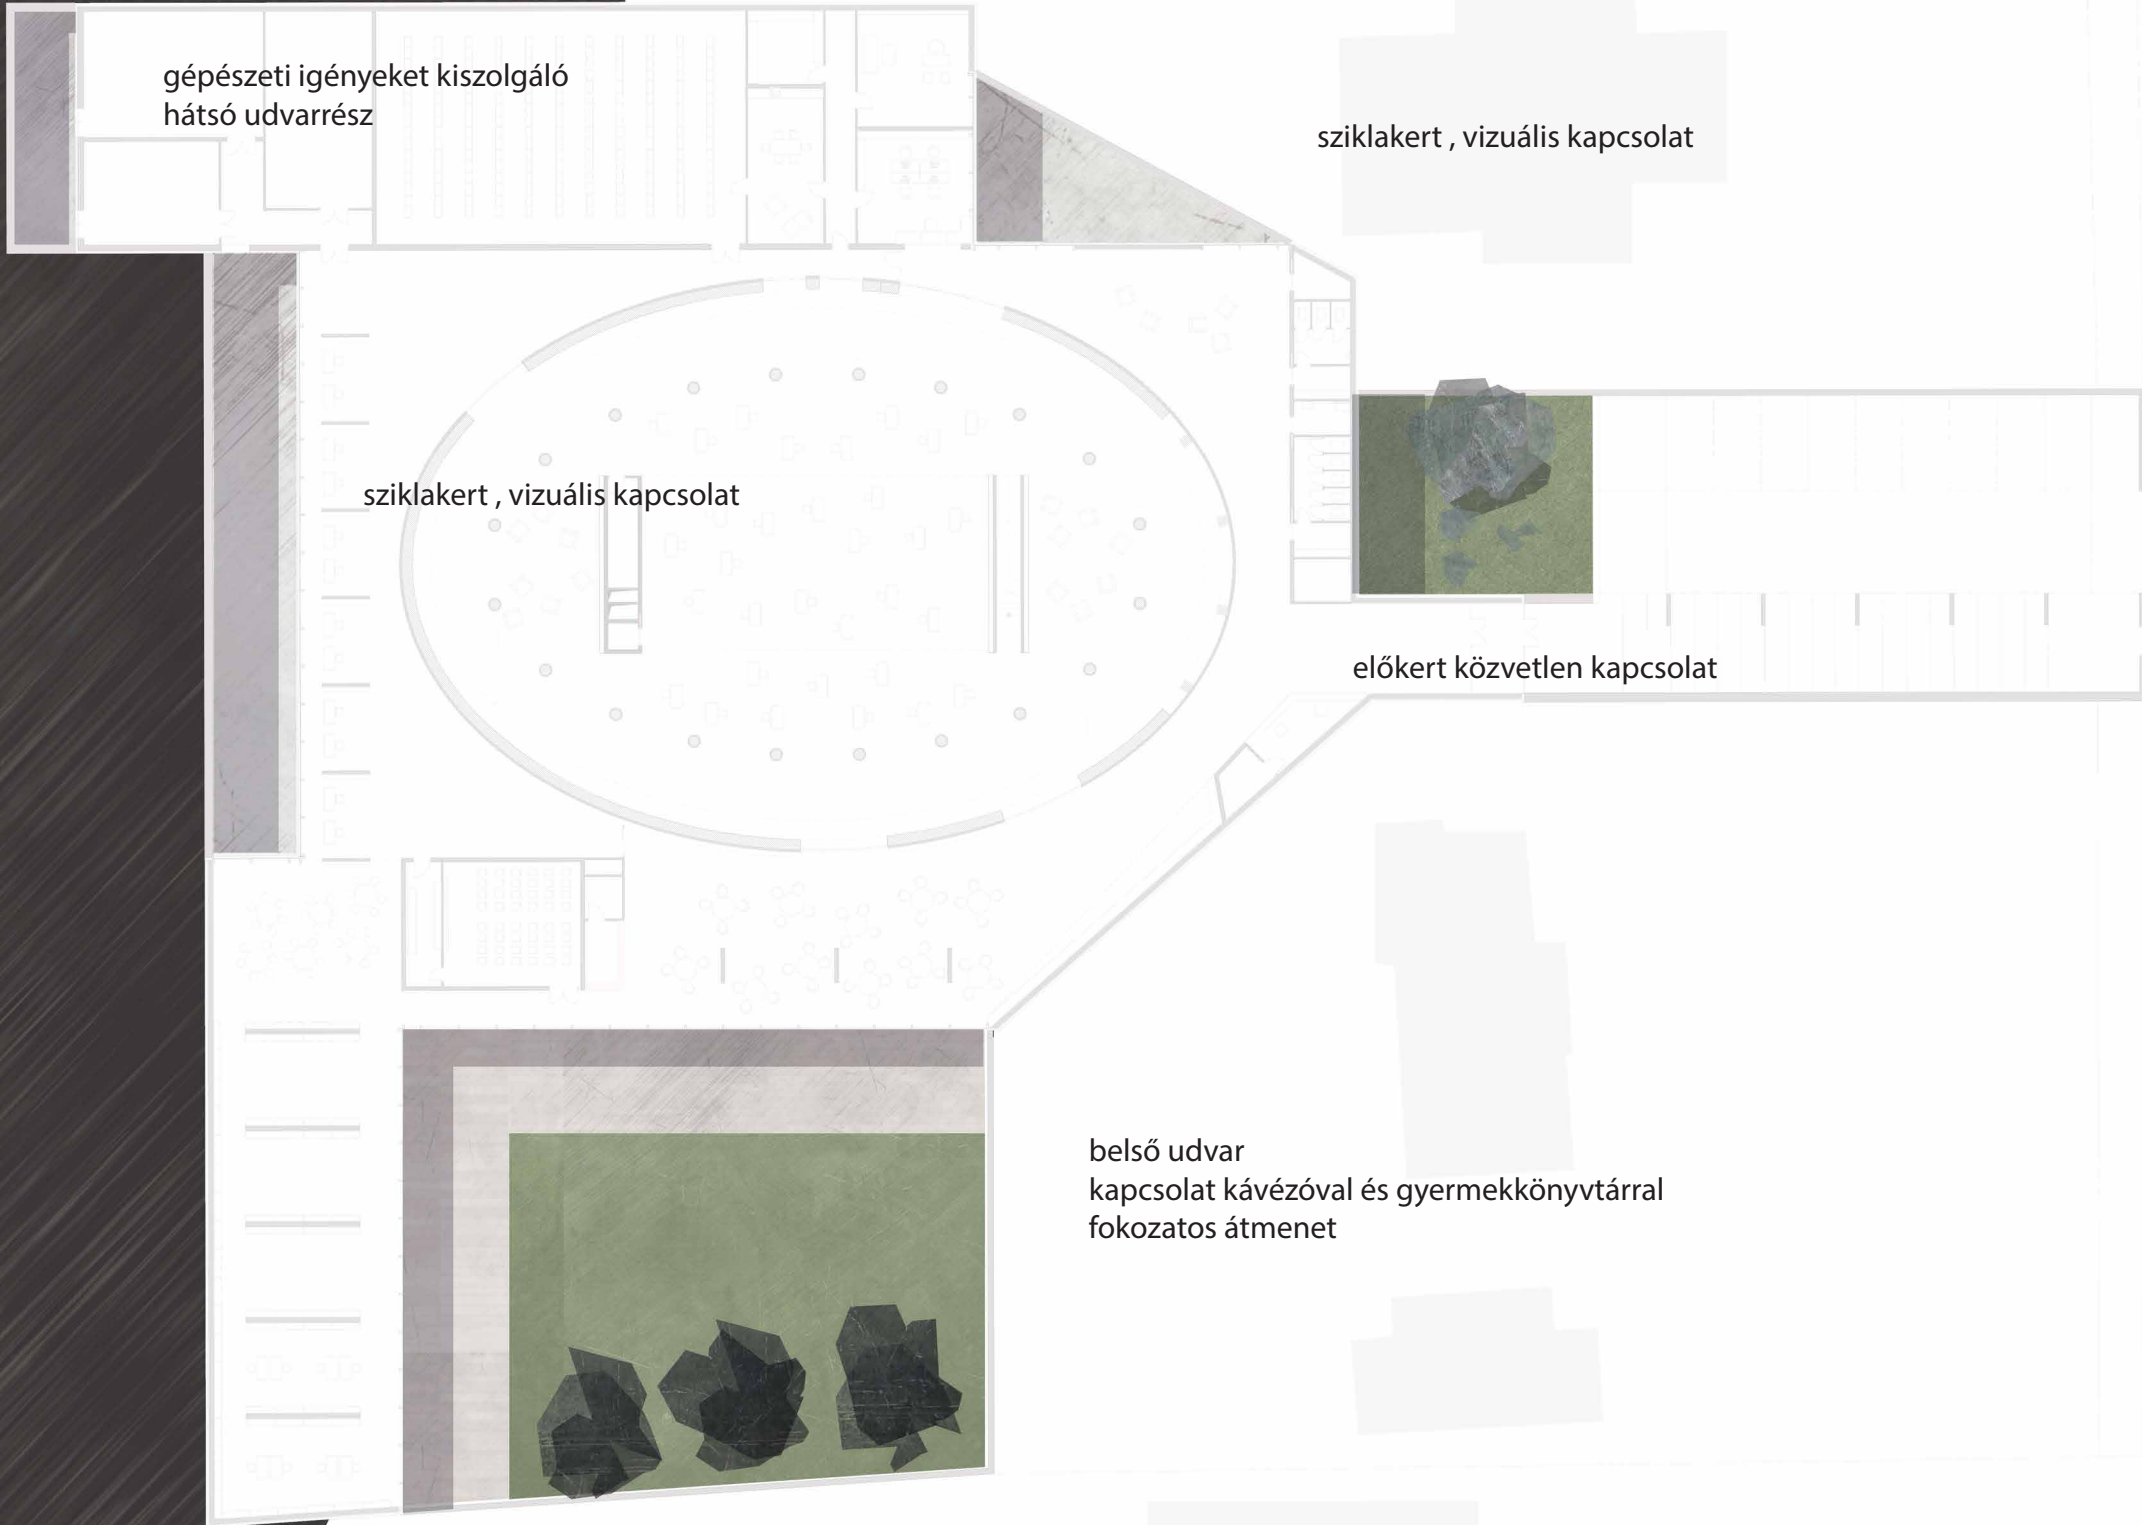 gépészeti igényeket kiszolgáló
hátsó udvarrész
sziklakert , vizuális kapcsolat
sziklakert , vizuális kapcsolat
előkert közvetlen kapcsolat
belső udvar
kapcsolat kávézóval és gyermekkönyvtárral
fokozatos átmenet